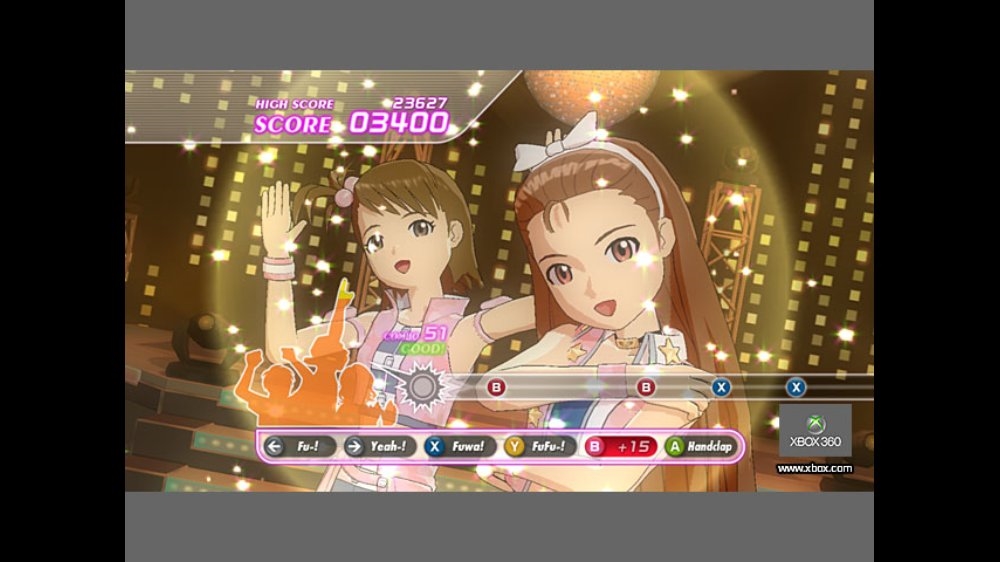 HIGH SCORE 23627
SCORE 03400
COMBO 51
GOOD!
B B X X
Fu-! Yeah-! X Fuwa! Y FuFu-! B +15 A Handclap
XBOX 360
www.xbox.com